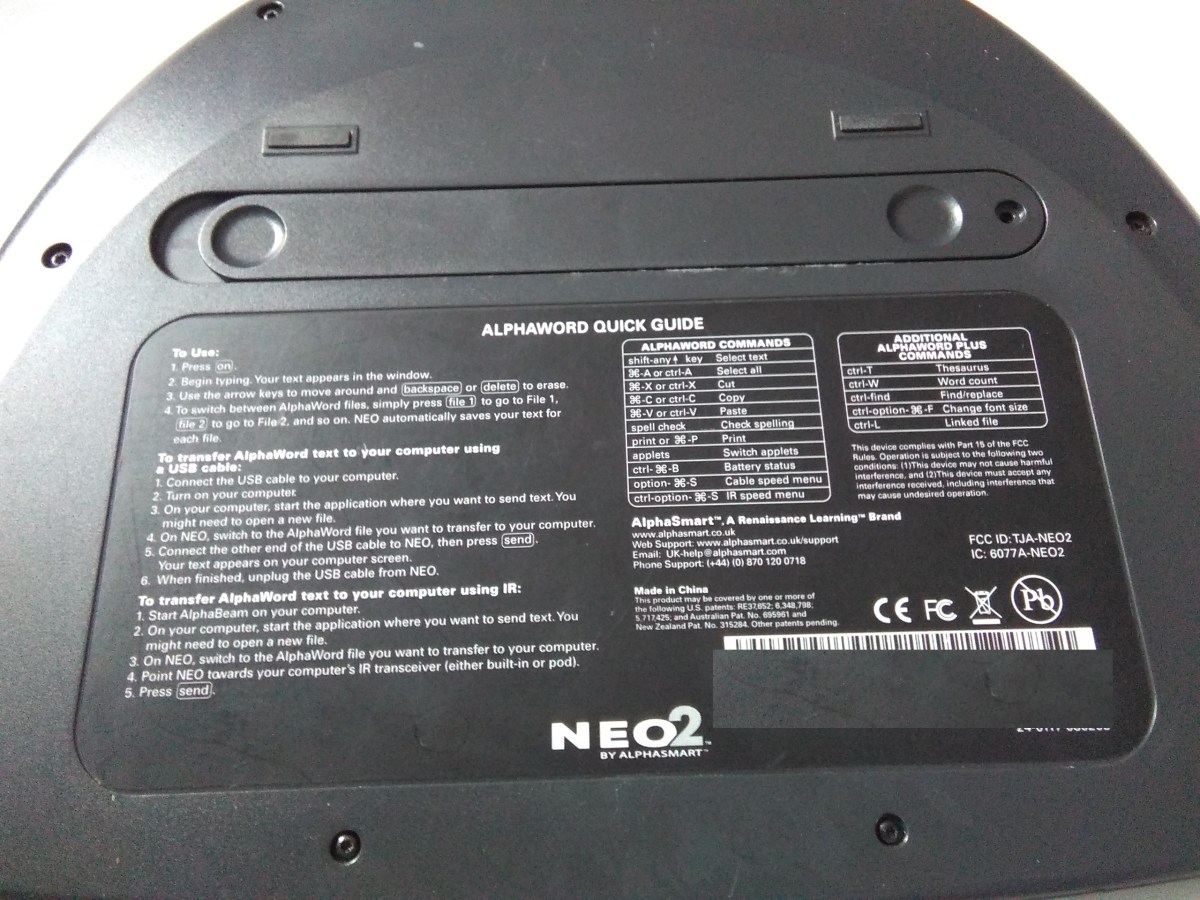 ALPHAWORD QUICK GUIDE
To Use:
1. Press on.
2. Begin typing. Your text appears in the window.
3. Use the arrow keys to move around and backspace or delete to erase.
4. To switch between AlphaWord files, simply press file 1 to go to File 1,
file 2 to go to File 2, and so on. NEO automatically saves your text for
each file.
To transfer AlphaWord text to your computer using
a USB cable:
1. Connect the USB cable to your computer.
2. Turn on your computer.
3. On your computer, start the application where you want to send text. You
might need to open a new file.
4. On NEO, switch to the AlphaWord file you want to transfer to your computer.
5. Connect the other end of the USB cable to NEO, then press send.
Your text appears on your computer screen.
6. When finished, unplug the USB cable from NEO.
To transfer AlphaWord text to your computer using IR:
1. Start AlphaBeam on your computer.
2. On your computer, start the application where you want to send text. You
might need to open a new file.
3. On NEO, switch to the AlphaWord file you want to transfer to your computer.
4. Point NEO towards your computer's IR transceiver (either built-in or pod).
5. Press send.
ALPHAWORD COMMANDS
shift-any ↑ key Select text
⌘-A or ctrl-A Select all
⌘-X or ctrl-X Cut
⌘-C or ctrl-C Copy
⌘-V or ctrl-V Paste
spell check Check spelling
print or ⌘-P Print
applets Switch applets
ctrl-⌘-B Battery status
option-⌘-S Cable speed menu
ctrl-option-⌘-S IR speed menu
ADDITIONAL
ALPHAWORD PLUS
COMMANDS
ctrl-T Thesaurus
ctrl-W Word count
ctrl-find Find/replace
ctrl-option-⌘-F Change font size
ctrl-L Linked file
This device complies with Part 15 of the FCC
Rules. Operation is subject to the following two
conditions: (1)This device may not cause harmful
interference, and (2)This device must accept any
interference received, including interference that
may cause undesired operation.
AlphaSmart™, A Renaissance Learning™ Brand
www.alphasmart.co.uk
Web Support: www.alphasmart.co.uk/support
Email: UK-help@alphasmart.com
Phone Support: (+44) (0) 870 120 0718
FCC ID: TJA-NEO2
IC: 6077A-NEO2
Made in China
This product may be covered by one or more of
the following U.S. patents: RE37,652; 6,348,798;
5,717,425; and Australian Pat. No. 695961 and
New Zealand Pat. No. 315284. Other patents pending.
CE FC Pb
NEO2™
BY ALPHASMART™